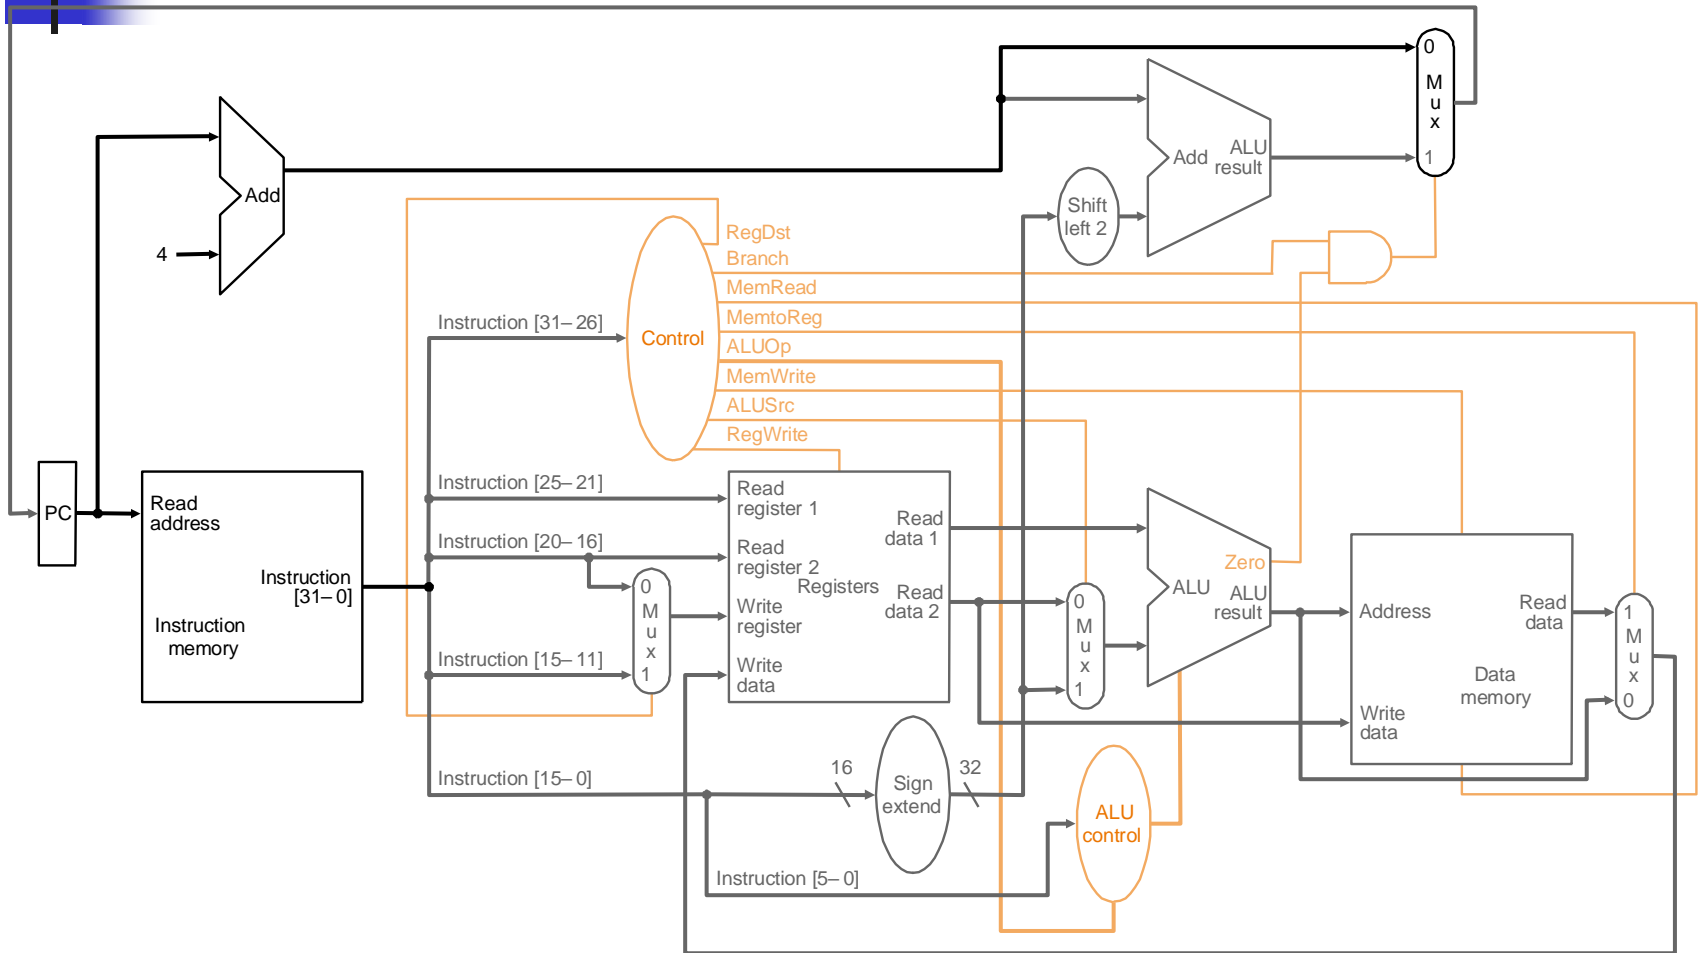 0
M
u
x
1
Add
ALU
result
Add
4
Shift
left 2
RegDst
Branch
MemRead
MemtoReg
ALUOp
MemWrite
ALUSrc
RegWrite
Control
Instruction [31–26]
Instruction [25–21]
Instruction [20–16]
Instruction [15–11]
Instruction [15–0]
Instruction [5–0]
PC
Read
address
Instruction
[31–0]
Instruction
memory
0
M
u
x
1
Read
register 1
Read
register 2
Write
register
Write
data
Registers
Read
data 1
Read
data 2
0
M
u
x
1
Zero
ALU
ALU
result
Address
Write
data
Read
data
Data
memory
1
M
u
x
0
16
Sign
extend
32
ALU
control